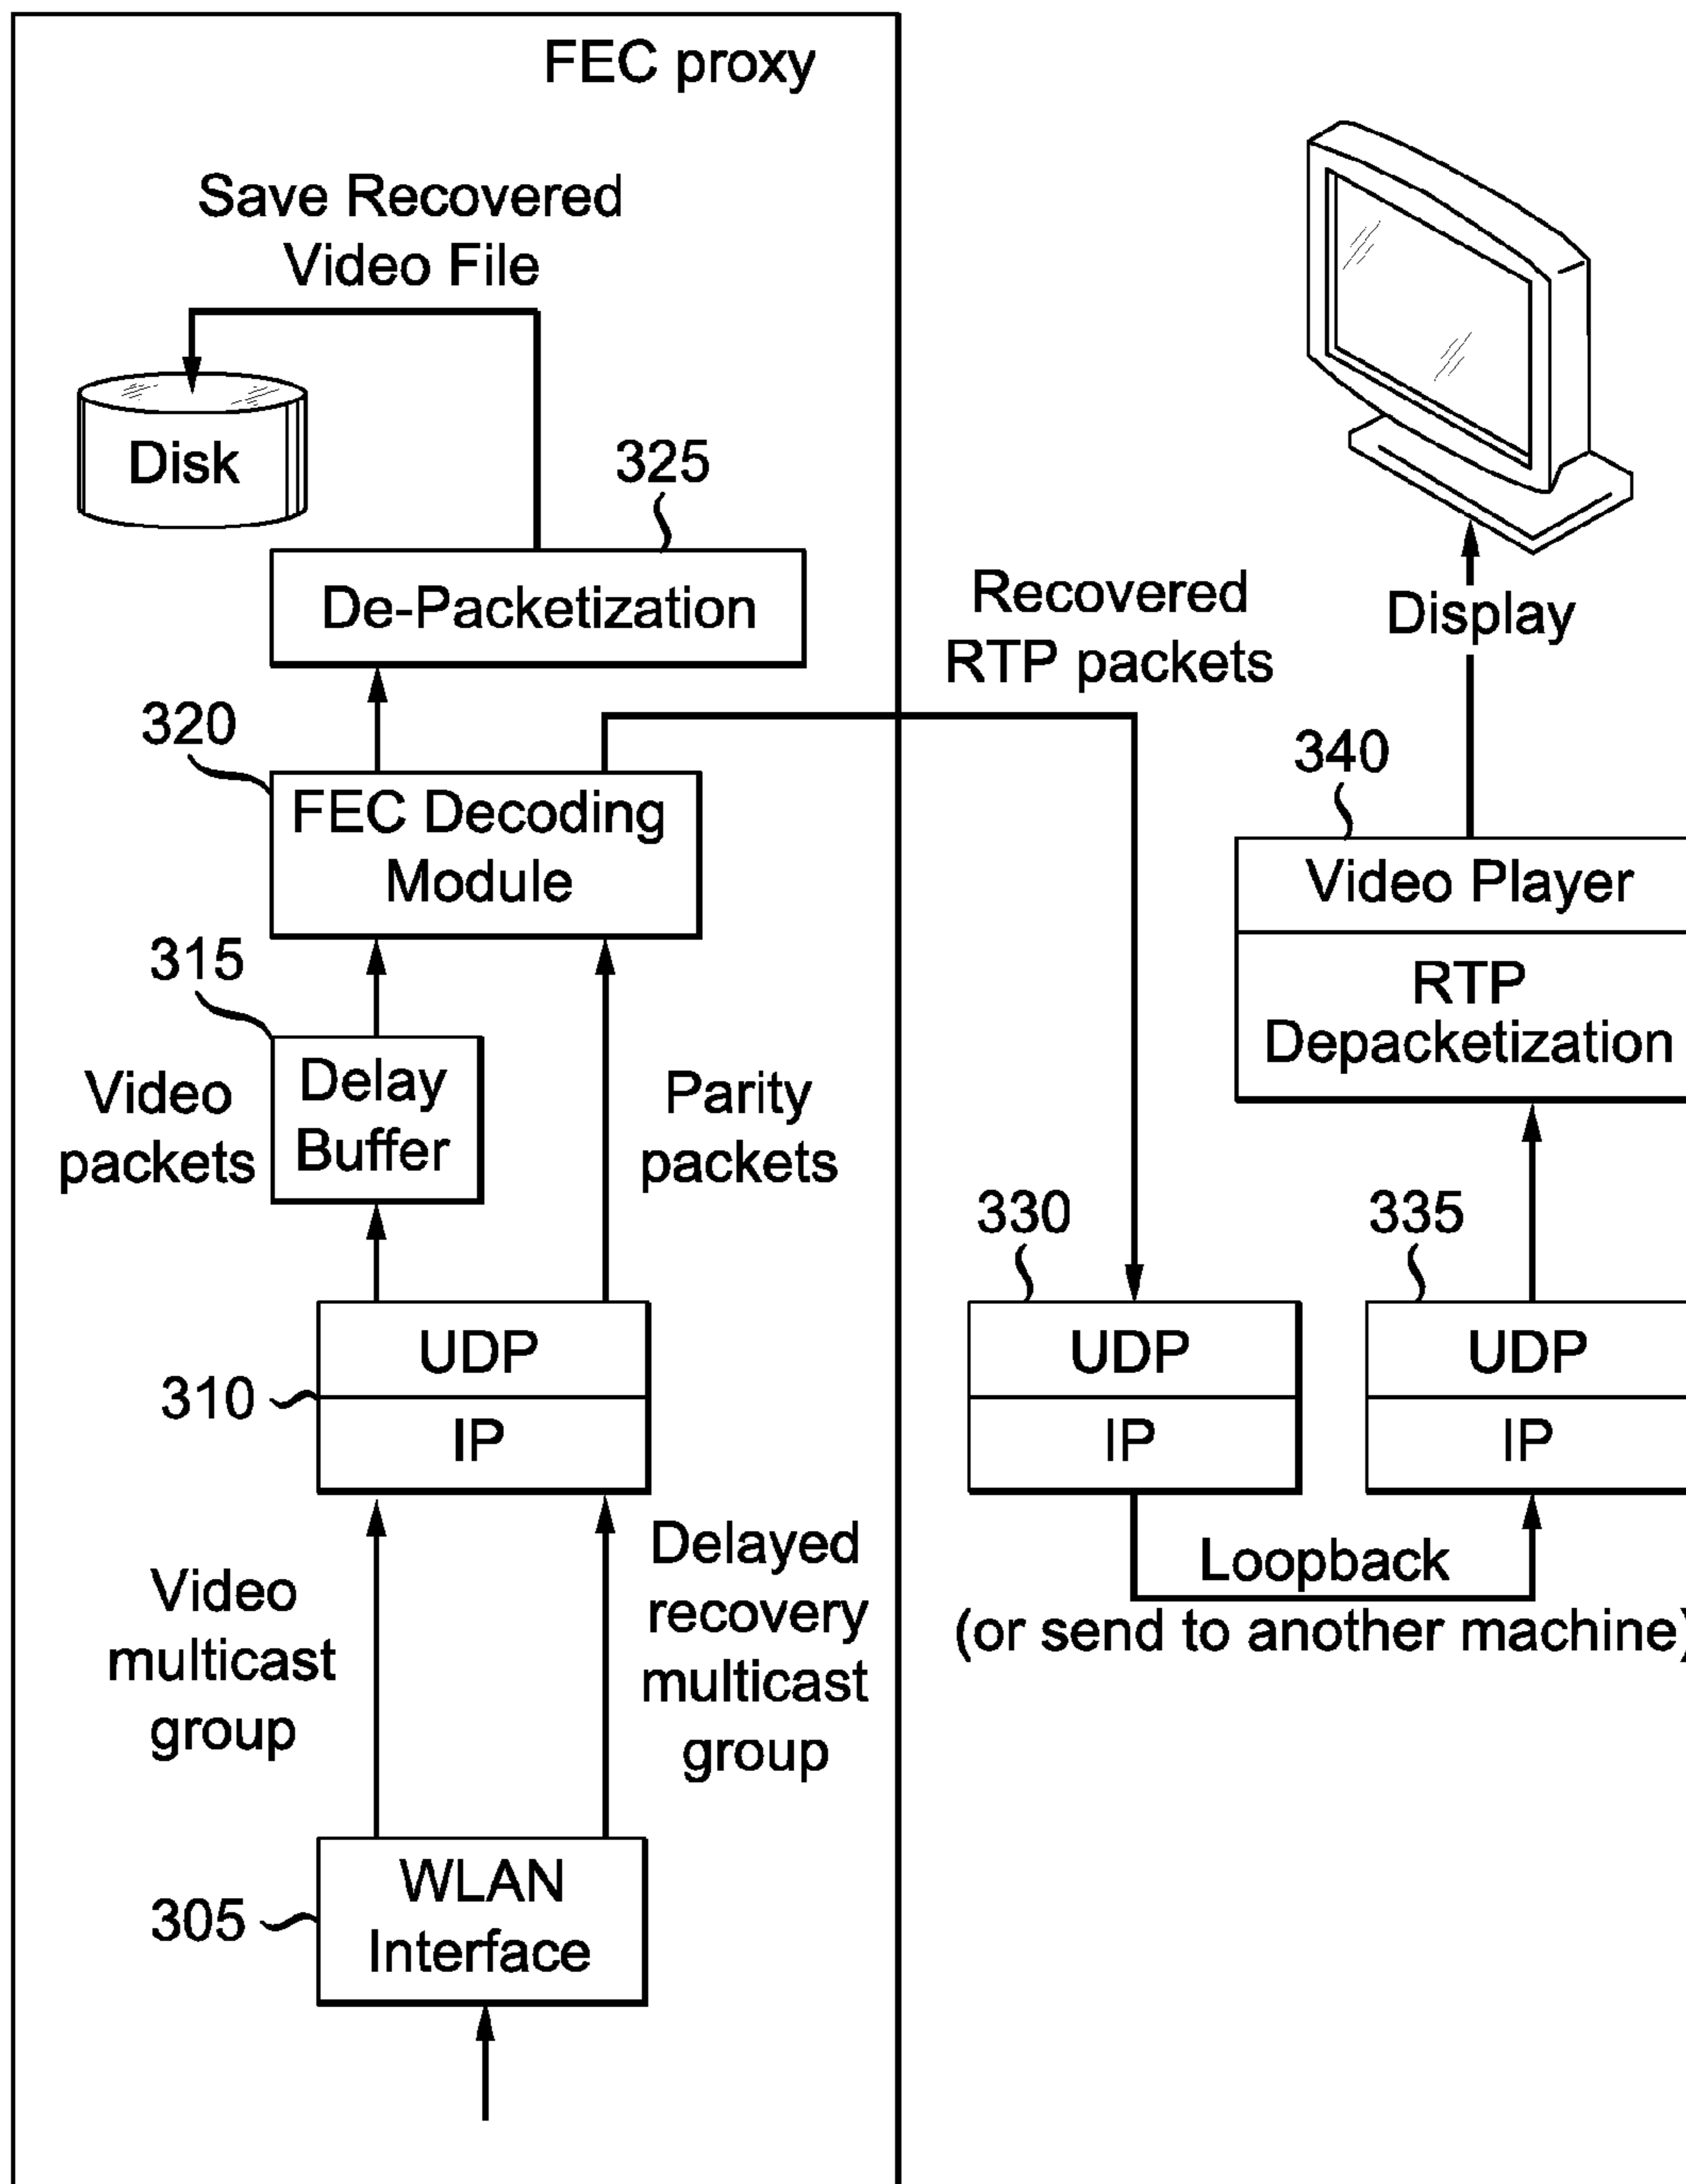 FEC proxy
Save Recovered
Video File
Disk
325
De-Packetization
Recovered
RTP packets
Display
320
FEC Decoding
Module
340
Video Player
RTP
Depacketization
315
Delay
Buffer
Video
packets
Parity
packets
330
335
UDP
IP
310
UDP
IP
UDP
IP
Loopback
(or send to another machine)
Video
multicast
group
Delayed
recovery
multicast
group
WLAN
Interface
305